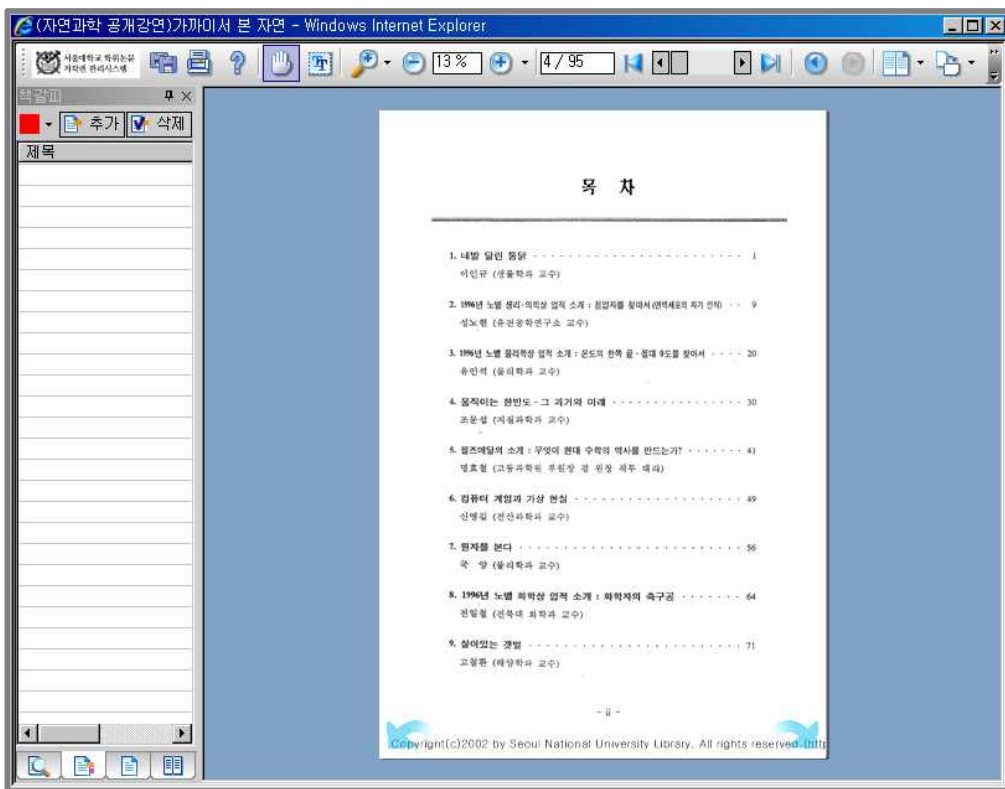 (자연과학 공개강연)가까이서 본 자연 - Windows Internet Explorer
서울대학교 학위논문
저작권 관리시스템
13 %
4 / 95
책갈피
추가
삭제
제목
목 차
1. 네발 달린 통닭 1
이인규 (생물학과 교수)
2. 1996년 노벨 생리·의학상 업적 소개 : 침입자를 찾아서 (면역세포의 자기 인식) 9
성노현 (유전공학연구소 교수)
3. 1996년 노벨 물리학상 업적 소개 : 온도의 한쪽 끝 - 절대 0도를 찾아서 20
유인석 (물리학과 교수)
4. 움직이는 한반도 - 그 과거와 미래 30
조문섭 (지질과학과 교수)
5. 필즈메달의 소개 : 무엇이 현대 수학의 역사를 만드는가? 41
명효철 (고등과학원 부원장 겸 원장 직무 대리)
6. 컴퓨터 게임과 가상 현실 49
신영길 (전산과학과 교수)
7. 원자를 본다 56
국 양 (물리학과 교수)
8. 1996년 노벨 화학상 업적 소개 : 화학자의 축구공 64
전일철 (전북대 화학과 교수)
9. 살아있는 갯벌 71
고철환 (해양학과 교수)
- ii -
Copyright(c)2002 by Seoul National University Library. All rights reserved.(http